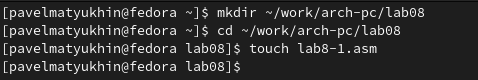 [pavelmatyukhin@fedora ~]$ mkdir ~/work/arch-pc/lab08
[pavelmatyukhin@fedora ~]$ cd ~/work/arch-pc/lab08
[pavelmatyukhin@fedora lab08]$ touch lab8-1.asm
[pavelmatyukhin@fedora lab08]$